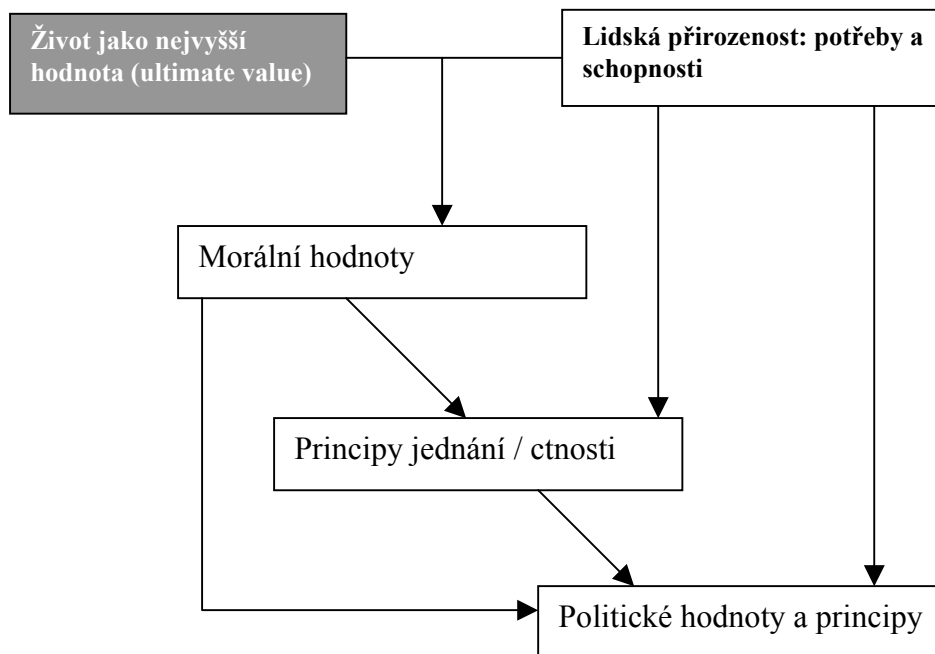 Život jako nejvyšší
hodnota (ultimate value)
Lidská přirozenost: potřeby a
schopnosti
Morální hodnoty
Principy jednání / ctnosti
Politické hodnoty a principy